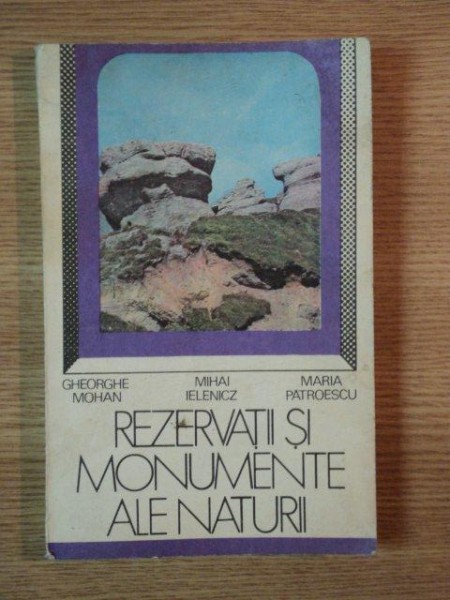 GHEORGHE MOHAN
MIHAI IELENICZ
MARIA PATROESCU
REZERVAȚII ȘI
MONUMENTE
ALE NATURII